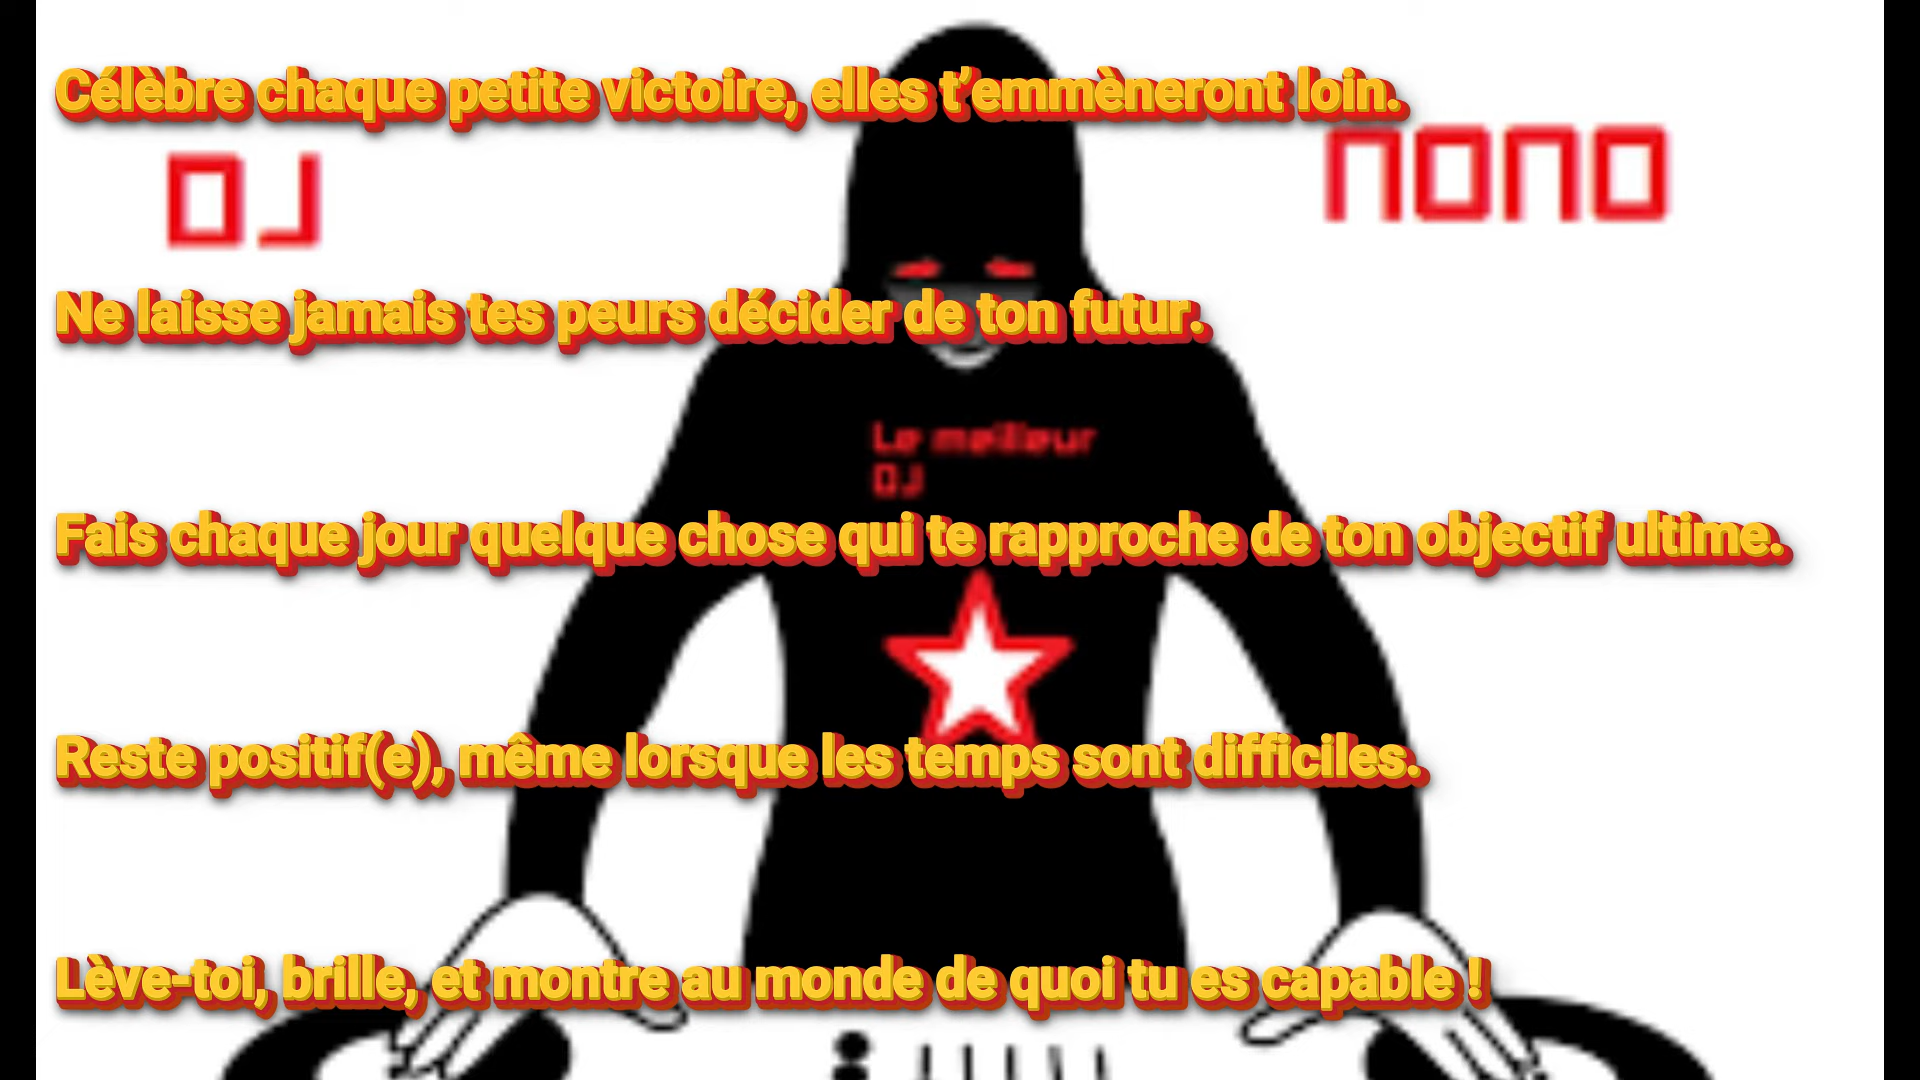 Célèbre chaque petite victoire, elles t’emmèneront loin.
DJ
nono
Ne laisse jamais tes peurs décider de ton futur.
Le meilleur
DJ
Fais chaque jour quelque chose qui te rapproche de ton objectif ultime.
Reste positif(e), même lorsque les temps sont difficiles.
Lève-toi, brille, et montre au monde de quoi tu es capable !